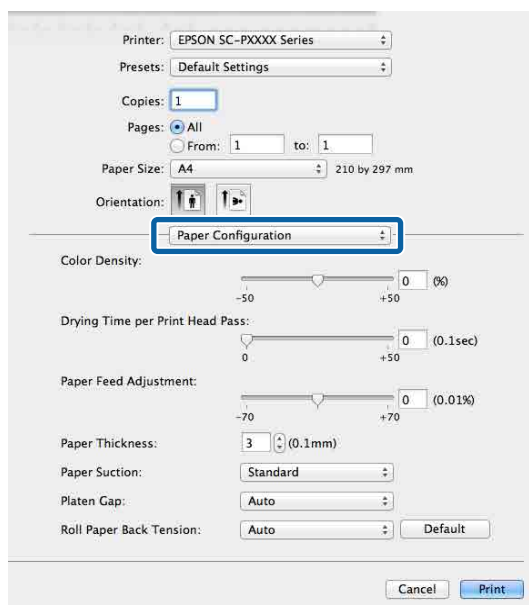 Printer: EPSON SC-PXXXX Series
Presets: Default Settings
Copies: 1
Pages: All
From: 1 to: 1
Paper Size: A4 210 by 297 mm
Orientation:
Paper Configuration
Color Density:
0 (%)
-50 +50
Drying Time per Print Head Pass:
0 (0.1sec)
0 +50
Paper Feed Adjustment:
0 (0.01%)
-70 +70
Paper Thickness: 3 (0.1mm)
Paper Suction: Standard
Platen Gap: Auto
Roll Paper Back Tension: Auto Default
Cancel Print